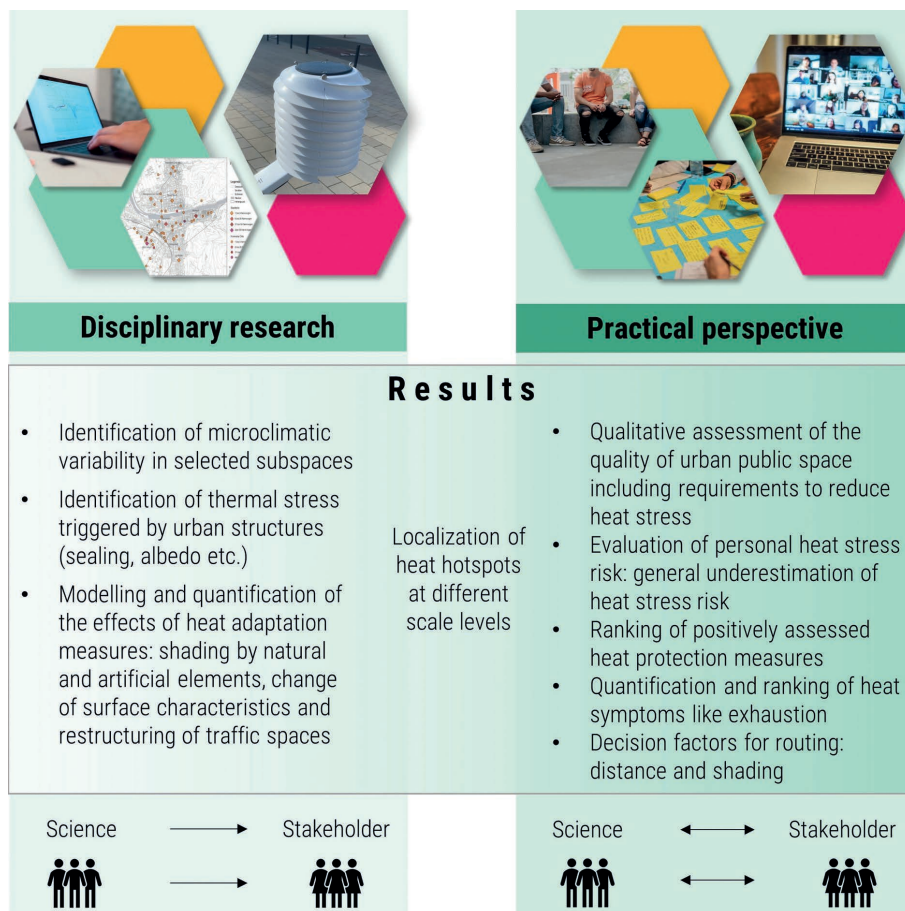 Disciplinary research
Practical perspective
Results
• Identification of microclimatic
variability in selected subspaces
• Identification of thermal stress
triggered by urban structures
(sealing, albedo etc.)
• Modelling and quantification of
the effects of heat adaptation
measures: shading by natural
and artificial elements, change
of surface characteristics and
restructuring of traffic spaces
Localization of
heat hotspots
at different
scale levels
• Qualitative assessment of the
quality of urban public space
including requirements to reduce
heat stress
• Evaluation of personal heat stress
risk: general underestimation of
heat stress risk
• Ranking of positively assessed
heat protection measures
• Quantification and ranking of heat
symptoms like exhaustion
• Decision factors for routing:
distance and shading
Science
Stakeholder
Science
Stakeholder